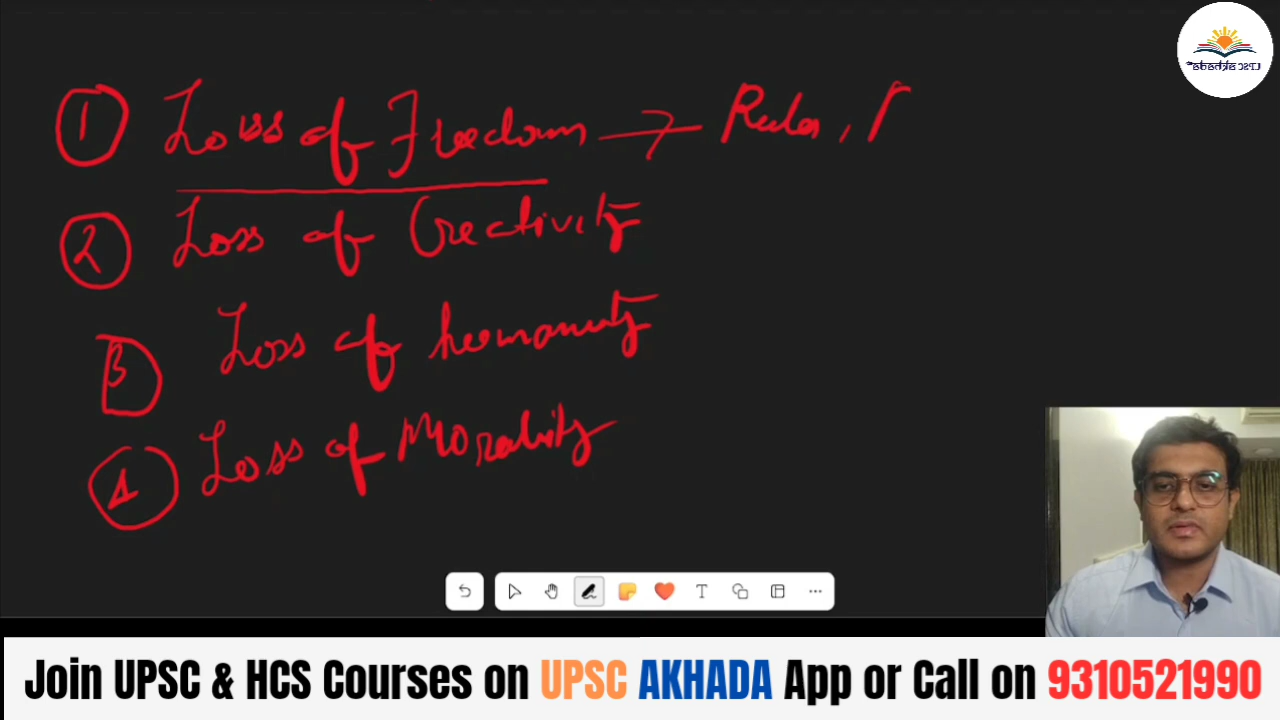 1 Loss of Freedom → Rules,
2 Loss of Creativity
3 Loss of humanity
4 Loss of Morality
Join UPSC & HCS Courses on UPSC AKHADA App or Call on 9310521990